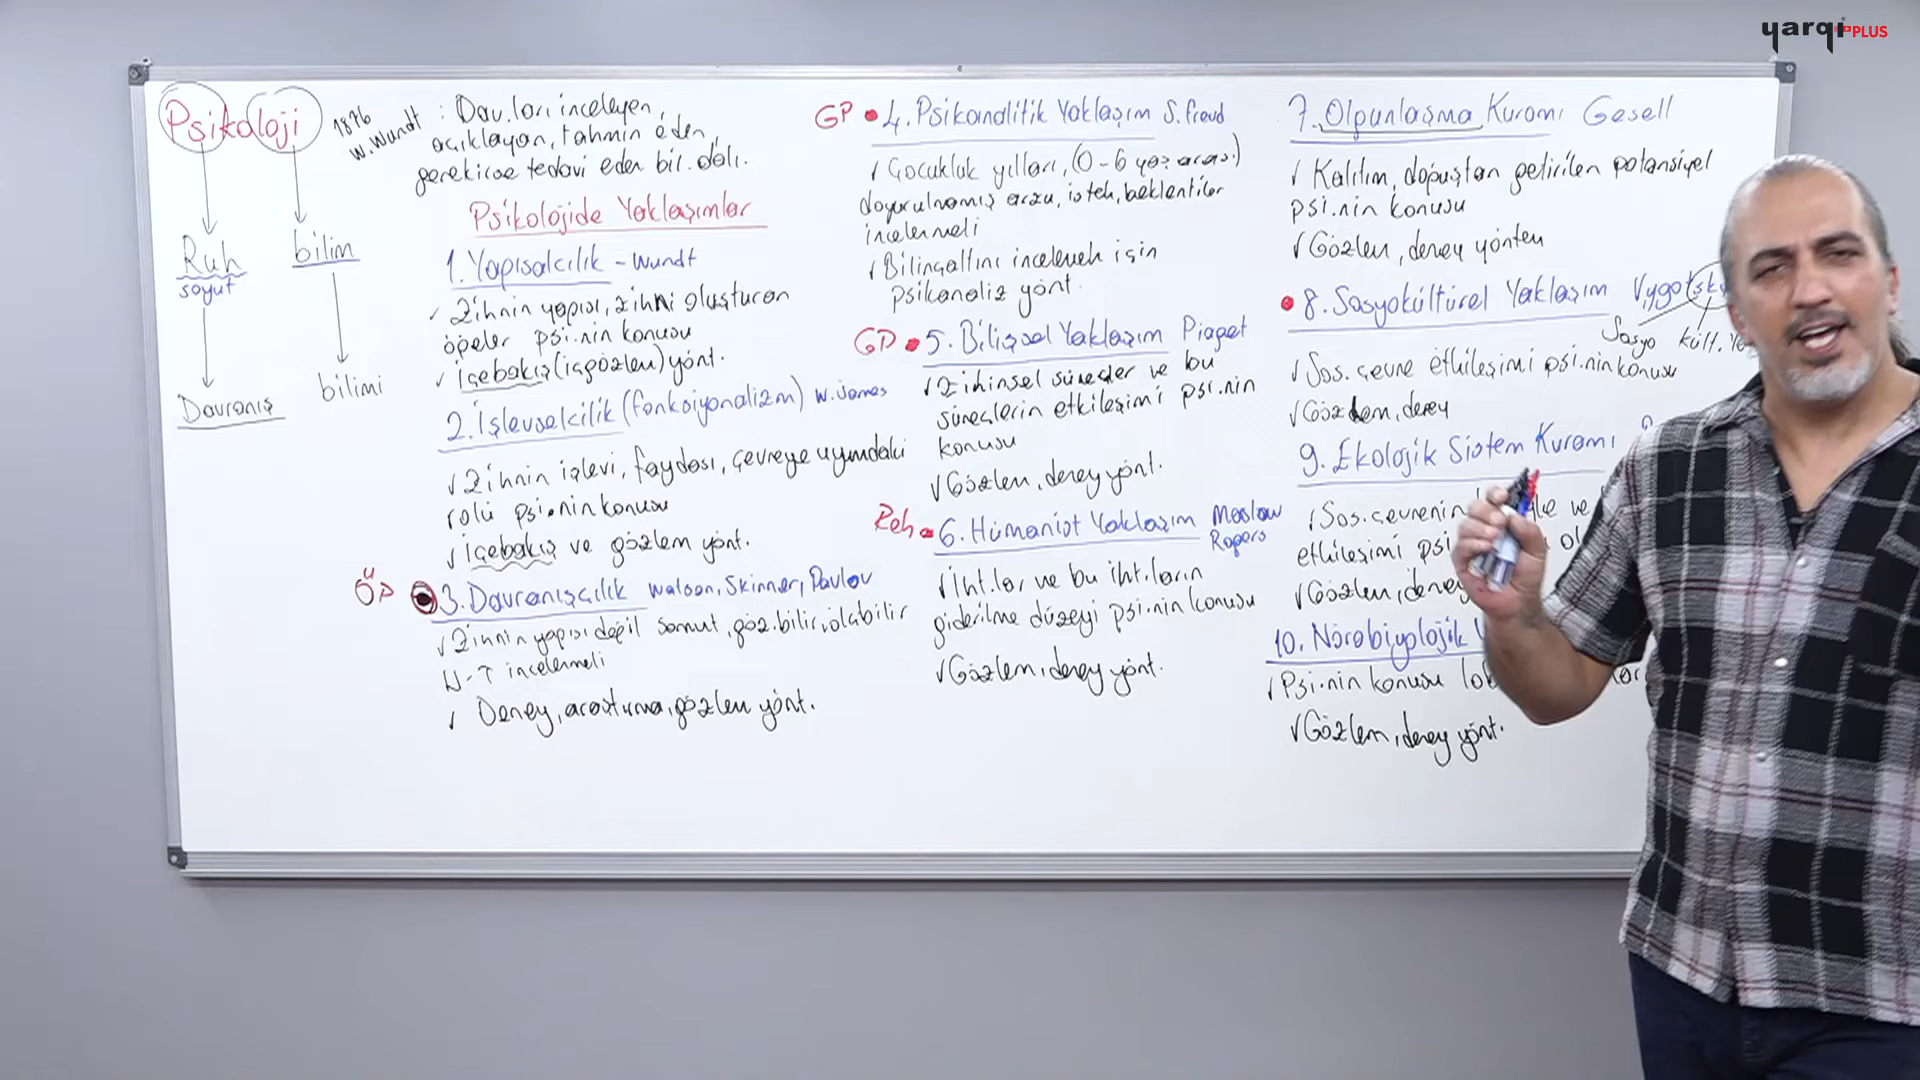 yarqi PLUS
Psikoloji
Ruh
soyut
Davranış
bilim
bilimi
1876
W.Wundt
: Dav.ları inceleyen,
açıklayan, tahmin eden,
gerekirse tedavi eden bil. dalı.
Psikolojide Yaklaşımlar
1. Yapısalcılık - Wundt
✓ Zihnin yapısı, zihni oluşturan
öğeler psi.nin konusu
✓ İçebakış (içgözlem) yönt.
2. İşlevselcilik (fonksiyonalizm) W. James
✓ Zihnin işlevi, faydası, çevreye uyumdaki
rolü psi.nin konusu
✓ İçebakış ve gözlem yönt.
ÖP 3. Davranışçılık Watson, Skinner, Pavlov
✓ Zihnin yapısı değil somut, göz.bilir, ölç.bilir
U-T incelenmeli
✓ Deney, araştırma, gözlem yönt.
GP • 4. Psikanalitik Yaklaşım S. Freud
✓ Çocukluk yılları, (0-6 yaş arası)
doyurulmamış arzu, istek, beklentiler
incelenmeli
✓ Bilinçaltını incelemek için
psikanaliz yönt.
GP • 5. Bilişsel Yaklaşım Piaget
✓ Zihinsel süreçler ve bu
süreçlerin etkileşimi psi.nin
konusu
✓ Gözlem, deney yönt.
Reh • 6. Hümanist Yaklaşım Maslow
Rogers
✓ İht.lar ve bu iht.ların
giderilme düzeyi psi.nin konusu
✓ Gözlem, deney yönt.
7. Olgunlaşma Kuramı Gesell
✓ Kalıtım, doğuştan getirilen potansiyel
psi.nin konusu
✓ Gözlem, deney yöntem
• 8. Sosyokültürel Yaklaşım Vygotsk
Sosyo kült.
✓ Sos. çevre etkileşimi psi.nin konusu
✓ Gözlem, deney
9. Ekolojik Sistem Kuramı
✓ Sos. çevrenin ve
etkileşimi psi
✓ Gözlem, deney
10. Nörobiyolojik
✓ Psi.nin konusu
✓ Gözlem, deney yönt.